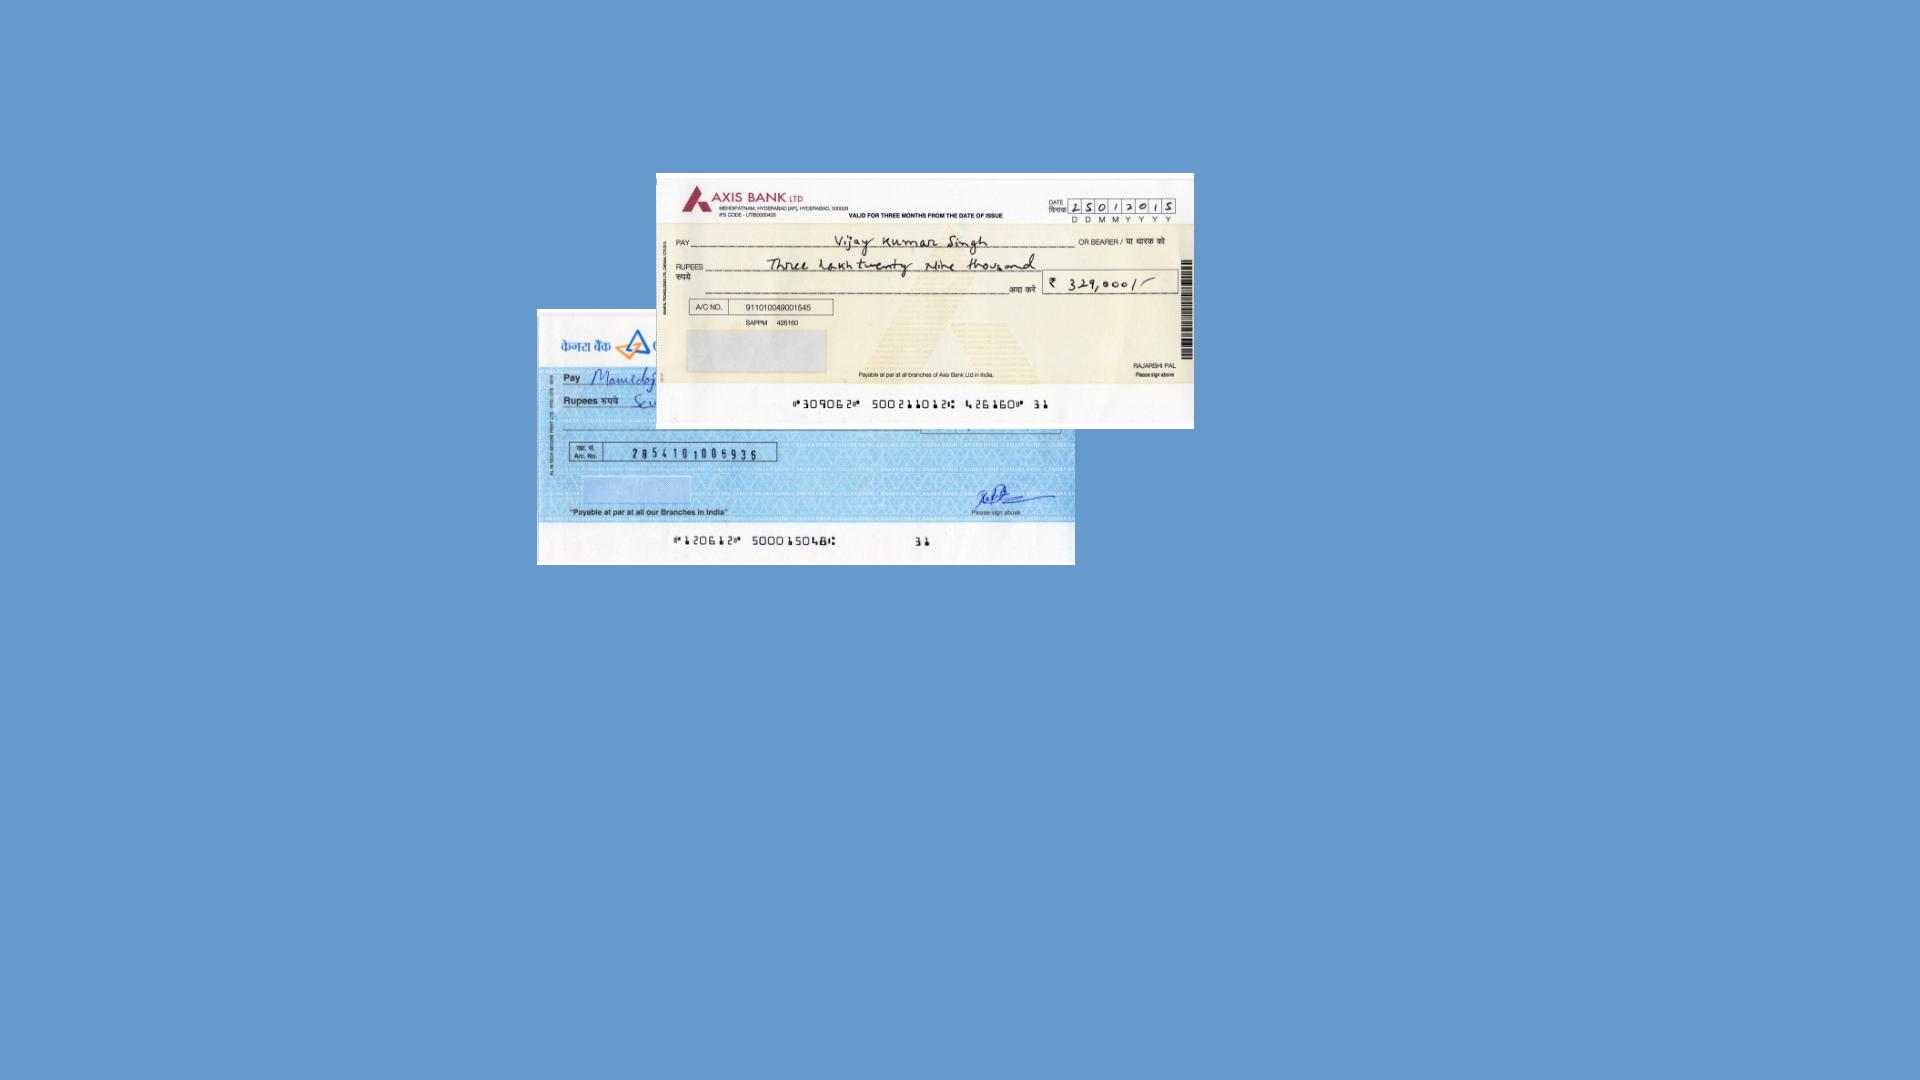 AXIS BANK LTD
MEHDIPATNAM, HYDERABAD [AP], HYDERABAD, 500028
IFS CODE - UTIB0000426
VALID FOR THREE MONTHS FROM THE DATE OF ISSUE
DATE
दिनांक
2 5 0 1 2 0 1 5
D D M M Y Y Y Y
PAY Vijay Kumar Singh OR BEARER / या धारक को
RUPEES Three Lakh twenty Nine thousand
रुपये
अदा करें ₹ 329,000/-
A/C NO. 911010049001545
SAPPM 426160
RAJARSHI PAL
Please sign above
Payable at par at all branches of Axis Bank Ltd in India.
⑈309062⑈ 500211012⑆ 426160⑈ 31
केनरा बैंक
Pay
Rupees रुपये
खा. सं.
A/c. No. 2854101006936
"Payable at par at all our Branches in India"
Please sign above
⑈120612⑈ 500015048⑆ 31